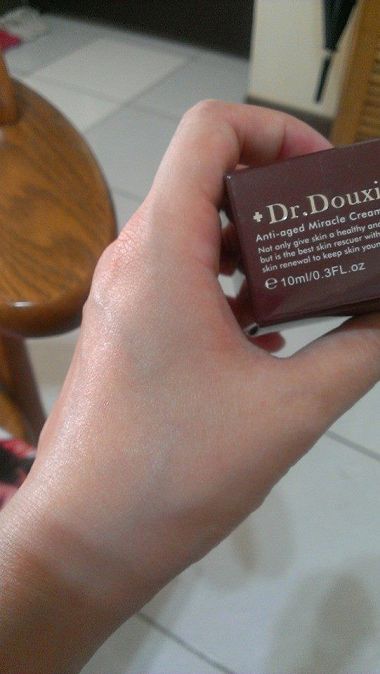 Dr.Douxi
Anti-aged Miracle Cream
Not only give skin a healthy and
but is the best skin rescuer with
skin renewal to keep skin youn
℮ 10ml/0.3FL.oz